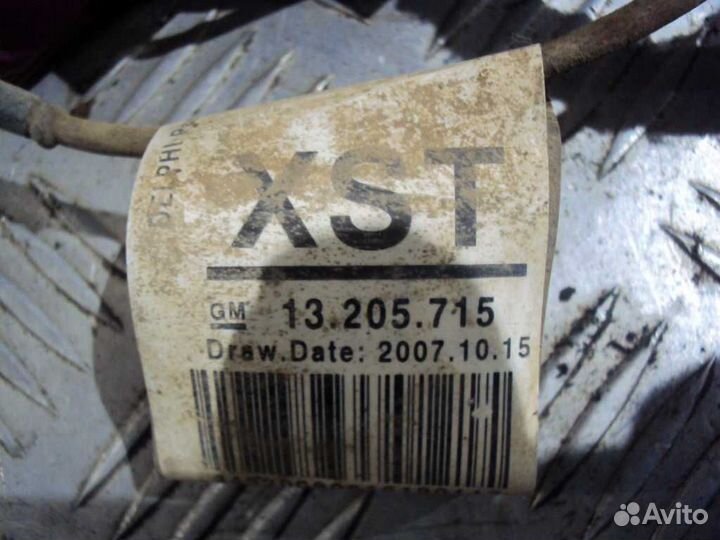 DELPHI
XST
GM 13.205.715
Draw.Date: 2007.10.15
Avito